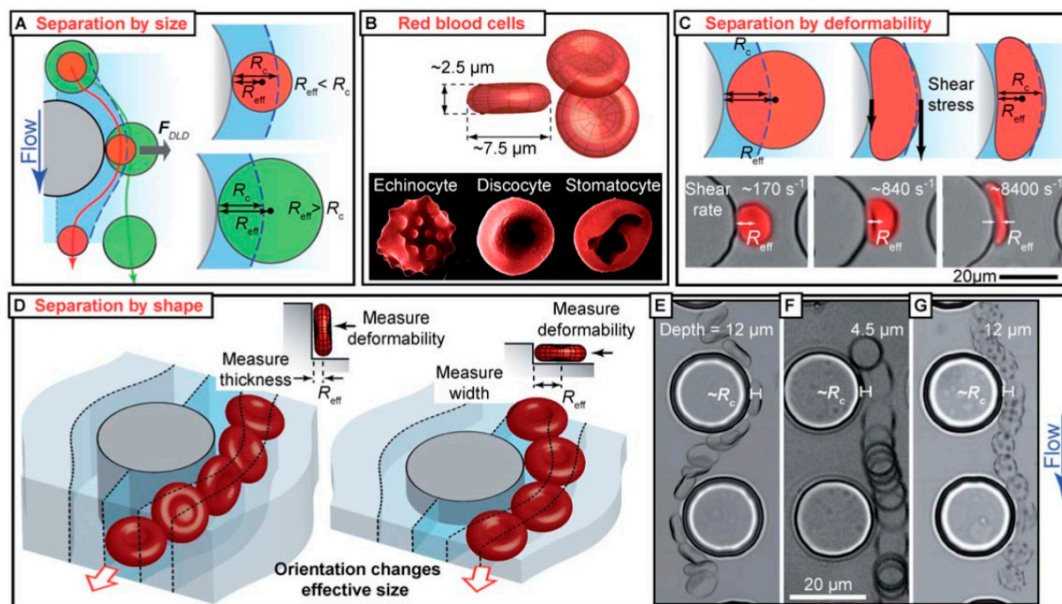 A Separation by size
Flow
F_DLD
R_c
R_eff
R_eff < R_c
R_c
R_eff
R_eff > R_c
B Red blood cells
~2.5 μm
~7.5 μm
Echinocyte Discocyte Stomatocyte
C Separation by deformability
R_c
R_eff
Shear
stress
R_c
R_eff
Shear
rate
~170 s⁻¹
~840 s⁻¹
~8400 s⁻¹
R_eff
R_eff
R_eff
20μm
D Separation by shape
Measure
deformability
Measure
thickness
R_eff
Measure
deformability
Measure
width
R_eff
Orientation changes
effective size
E
Depth = 12 μm
~R_c
F
4.5 μm
~R_c
20 μm
G
12 μm
~R_c
Flow